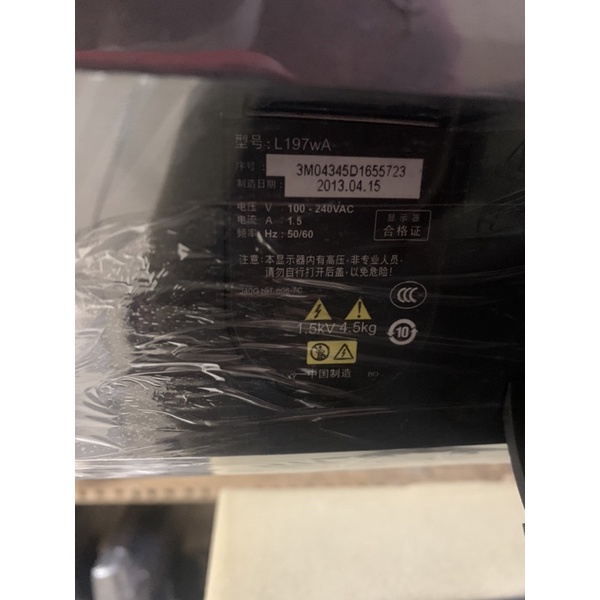 型号: L197wA
序号: 3M04345D1655723
制造日期: 2013.04.15
电压 V : 100 - 240VAC
电流 A : 1.5
频率 Hz : 50/60
显示器
合格证
注意: 本显示器内有高压, 非专业人员,
请勿自行打开后盖, 以免危险!
CCC
1.5kV 4.5kg
10
中国制造